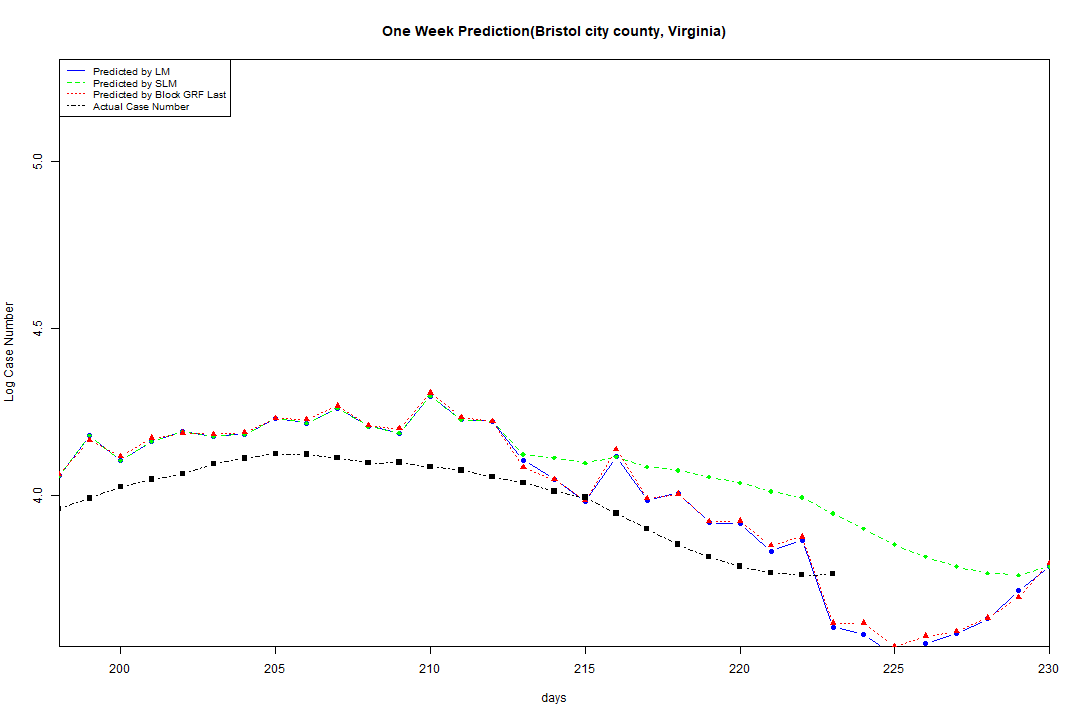 One Week Prediction(Bristol city county, Virginia)
Predicted by LM
Predicted by SLM
Predicted by Block GRF Last
Actual Case Number
Log Case Number
5.0
4.5
4.0
200 205 210 215 220 225 230
days